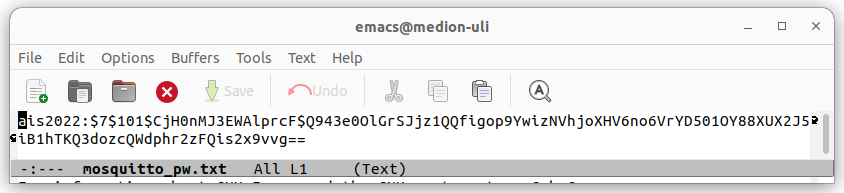 emacs@medion-uli
File Edit Options Buffers Tools Text Help
Save Undo
ais2022:$7$101$CjH0nMJ3EWAlprcF$Q943e0OlGrSJjz1QQfigop9YwizNVhjoXHV6no6VrYD501OY88XUX2J5
iB1hTKQ3dozcQWdphr2zFQis2x9vvg==
-:--- mosquitto_pw.txt All L1 (Text)